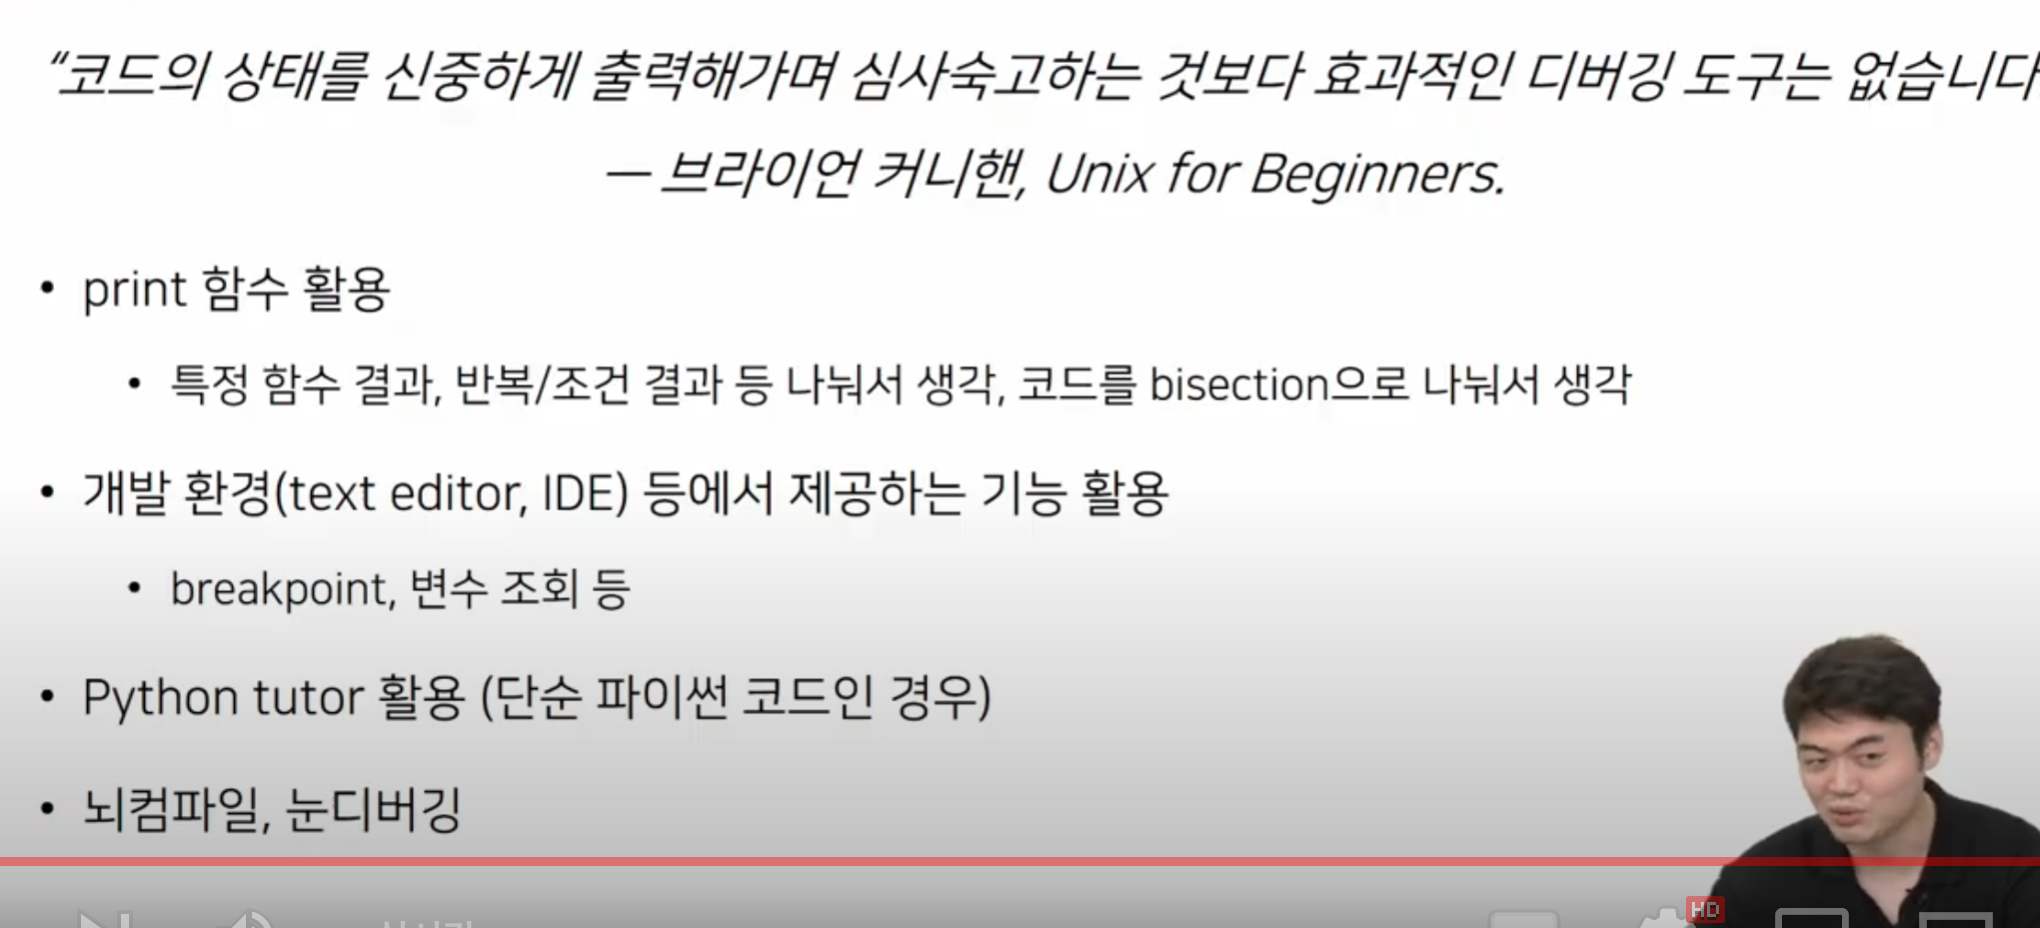 “코드의 상태를 신중하게 출력해가며 심사숙고하는 것보다 효과적인 디버깅 도구는 없습니다
— 브라이언 커니핸, Unix for Beginners.
• print 함수 활용
• 특정 함수 결과, 반복/조건 결과 등 나눠서 생각, 코드를 bisection으로 나눠서 생각
• 개발 환경(text editor, IDE) 등에서 제공하는 기능 활용
• breakpoint, 변수 조회 등
• Python tutor 활용 (단순 파이썬 코드인 경우)
• 뇌컴파일, 눈디버깅
HD